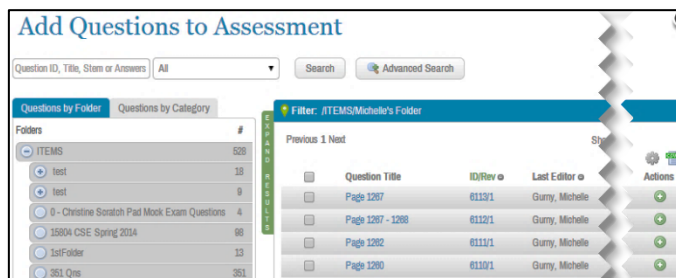 Add Questions to Assessment
Question ID, Title, Stem or Answers All Search Advanced Search
Questions by Folder Questions by Category
Filter: /ITEMS/Michelle's Folder
Folders #
Previous 1 Next
ITEMS 528
test 18
test 9
0 - Christine Scratch Pad Mock Exam Questions 4
15804 CSE Spring 2014 98
1stFolder 13
351 Qns 351
EXPAND RESULTS
Question Title ID/Rev Last Editor Actions
Page 1267 6113/1 Gurny, Michelle
Page 1267 - 1268 6112/1 Gurny, Michelle
Page 1262 6111/1 Gurny, Michelle
Page 1260 6110/1 Gurny, Michelle